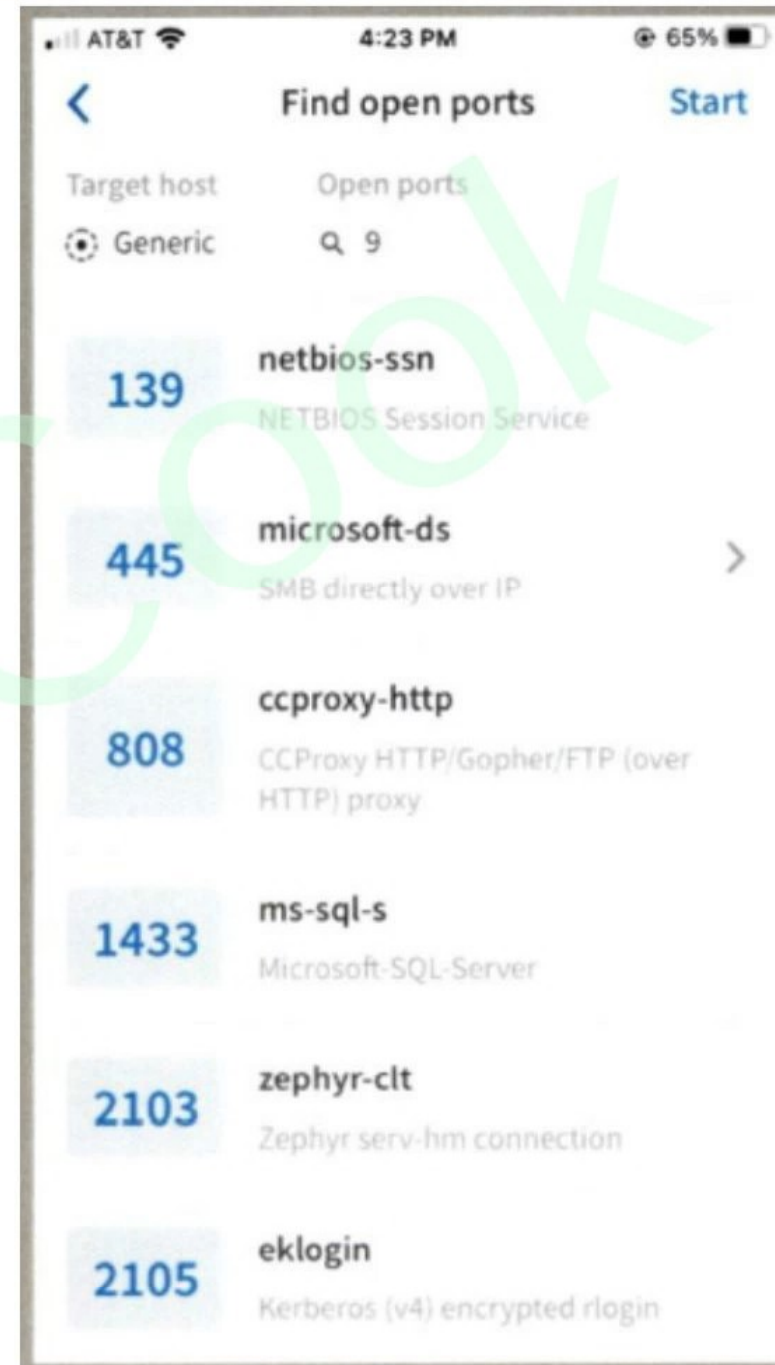 AT&T 4:23 PM 65%
Find open ports Start
Target host Open ports
Generic 9
139 netbios-ssn
NETBIOS Session Service
445 microsoft-ds
SMB directly over IP
808 ccproxy-http
CCProxy HTTP/Gopher/FTP (over
HTTP) proxy
1433 ms-sql-s
Microsoft-SQL-Server
2103 zephyr-clt
Zephyr serv-hm connection
2105 eklogin
Kerberos (v4) encrypted rlogin
Cook